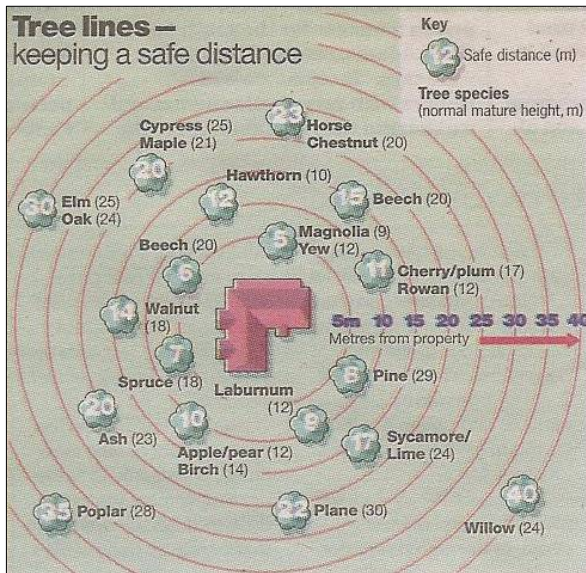 Tree lines –
keeping a safe distance
Key
12 Safe distance (m)
Tree species
(normal mature height, m)
23 Horse
Chestnut (20)
Cypress (25)
Maple (21)
20
Hawthorn (10)
12
15 Beech (20)
30 Elm (25)
Oak (24)
5 Magnolia (9)
Yew (12)
Beech (20)
6
11 Cherry/plum (17)
Rowan (12)
14 Walnut
(18)
5m 10 15 20 25 30 35 40
Metres from property
7
Spruce (18)
Laburnum
(12)
9
8 Pine (29)
20
Ash (23)
10
Apple/pear (12)
Birch (14)
17 Sycamore/
Lime (24)
35 Poplar (28)
22 Plane (30)
40
Willow (24)